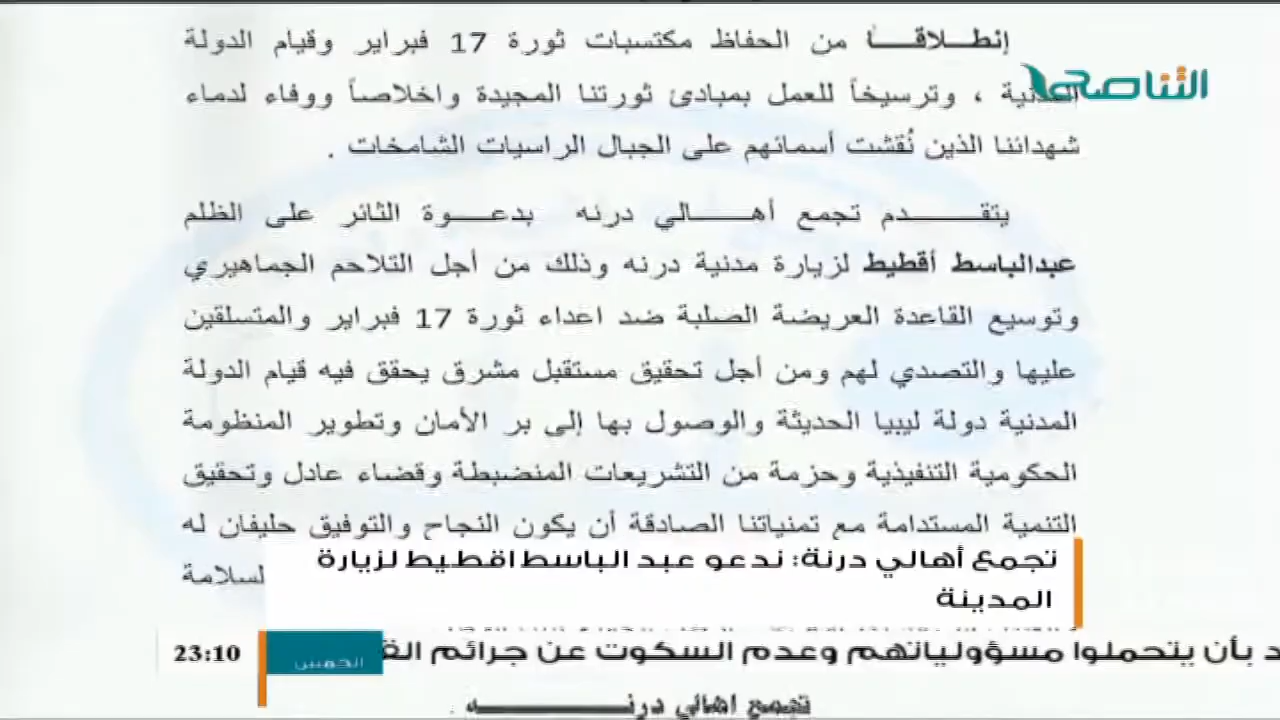 إنطلاقاً من الحفاظ مكتسبات ثورة 17 فبراير وقيام الدولة
التناصح
المدنية ، وترسيخاً للعمل بمبادئ ثورتنا المجيدة واخلاصاً ووفاء لدماء
شهدائنا الذين نُقشت أسمائهم على الجبال الراسيات الشامخات .
يتقدم تجمع أهالي درنه بدعوة الثائر على الظلم
عبدالباسط أقطيط لزيارة مدنية درنه وذلك من أجل التلاحم الجماهيري
وتوسيع القاعدة العريضة الصلبة ضد اعداء ثورة 17 فبراير والمتسلقين
عليها والتصدي لهم ومن أجل تحقيق مستقبل مشرق يحقق فيه قيام الدولة
المدنية دولة ليبيا الحديثة والوصول بها إلى بر الأمان وتطوير المنظومة
الحكومية التنفيذية وحزمة من التشريعات المنضبطة وقضاء عادل وتحقيق
التنمية المستدامة مع تمنياتنا الصادقة أن يكون النجاح والتوفيق حليفان له
لسلامة
تجمع أهالي درنة: ندعو عبد الباسط اقطيط لزيارة
المدينة
د بأن يتحملوا مسؤولياتهم وعدم السكوت عن جرائم الق
الخميس
23:10
تجمع اهالي درنه .